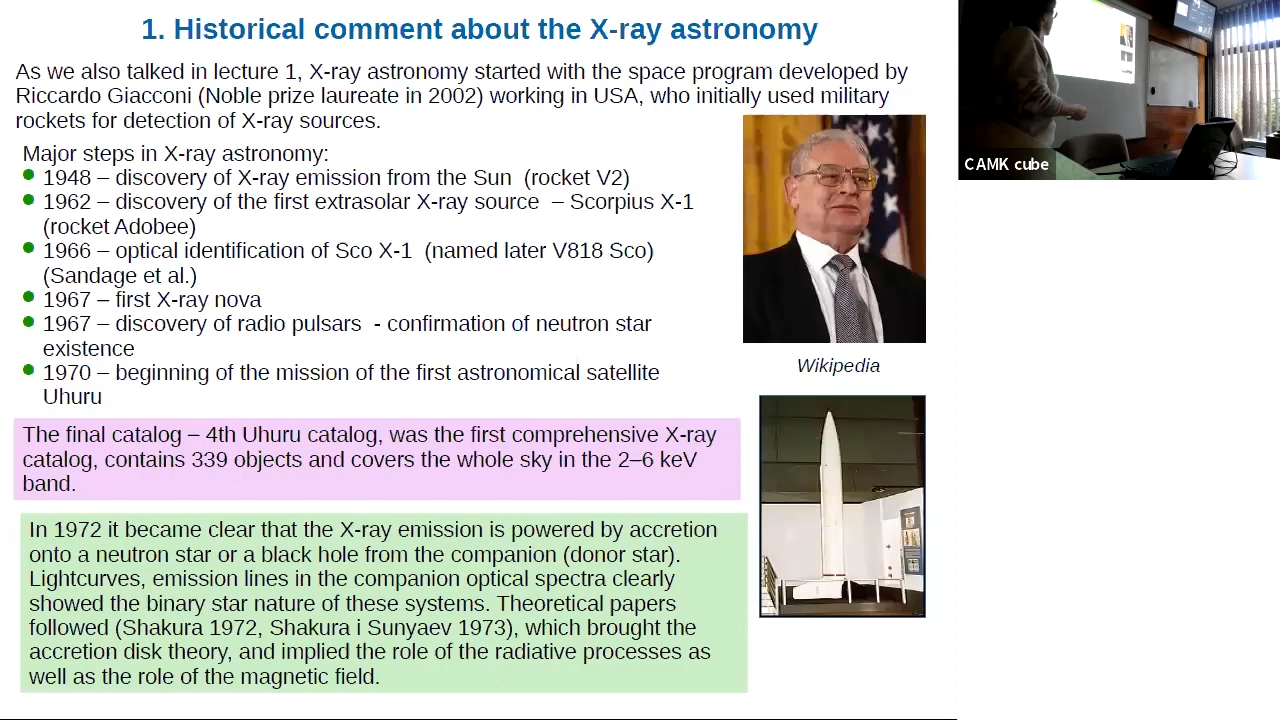 1. Historical comment about the X-ray astronomy
As we also talked in lecture 1, X-ray astronomy started with the space program developed by
Riccardo Giacconi (Noble prize laureate in 2002) working in USA, who initially used military
rockets for detection of X-ray sources.
Major steps in X-ray astronomy:
1948 – discovery of X-ray emission from the Sun (rocket V2)
1962 – discovery of the first extrasolar X-ray source – Scorpius X-1
(rocket Adobee)
1966 – optical identification of Sco X-1 (named later V818 Sco)
(Sandage et al.)
1967 – first X-ray nova
1967 – discovery of radio pulsars - confirmation of neutron star
existence
1970 – beginning of the mission of the first astronomical satellite
Uhuru
Wikipedia
The final catalog – 4th Uhuru catalog, was the first comprehensive X-ray
catalog, contains 339 objects and covers the whole sky in the 2–6 keV
band.
In 1972 it became clear that the X-ray emission is powered by accretion
onto a neutron star or a black hole from the companion (donor star).
Lightcurves, emission lines in the companion optical spectra clearly
showed the binary star nature of these systems. Theoretical papers
followed (Shakura 1972, Shakura i Sunyaev 1973), which brought the
accretion disk theory, and implied the role of the radiative processes as
well as the role of the magnetic field.
CAMK cube